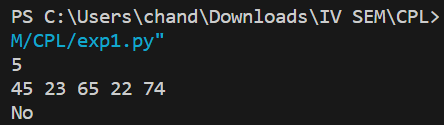 PS C:\Users\chand\Downloads\IV SEM\CPL>
M/CPL/exp1.py"
5
45 23 65 22 74
No